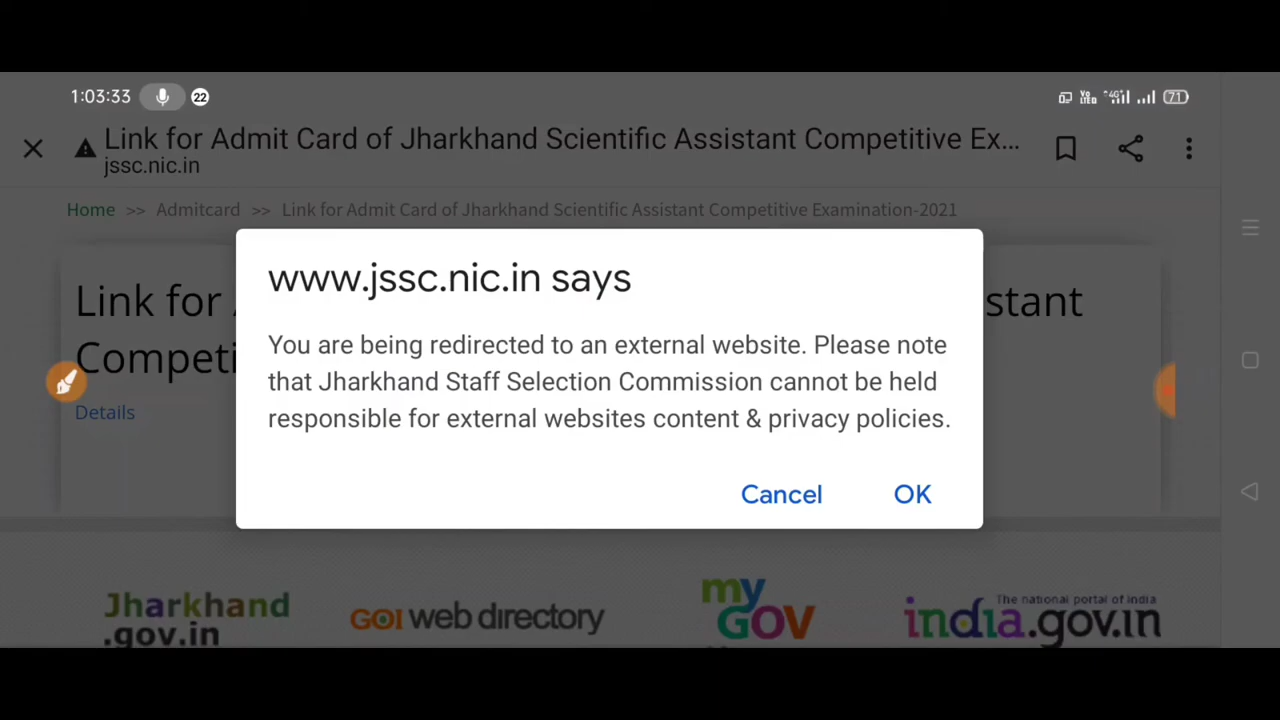 1:03:33 22 Vo LTE 4G+ 71
Link for Admit Card of Jharkhand Scientific Assistant Competitive Ex...
jssc.nic.in
Home >> Admitcard >> Link for Admit Card of Jharkhand Scientific Assistant Competitive Examination-2021
www.jssc.nic.in says
You are being redirected to an external website. Please note
that Jharkhand Staff Selection Commission cannot be held
responsible for external websites content & privacy policies.
Cancel OK
Link for stant
Competi
Details
Jharkhand
.gov.in
GOI web directory
my
GOV
The national portal of india
india.gov.in